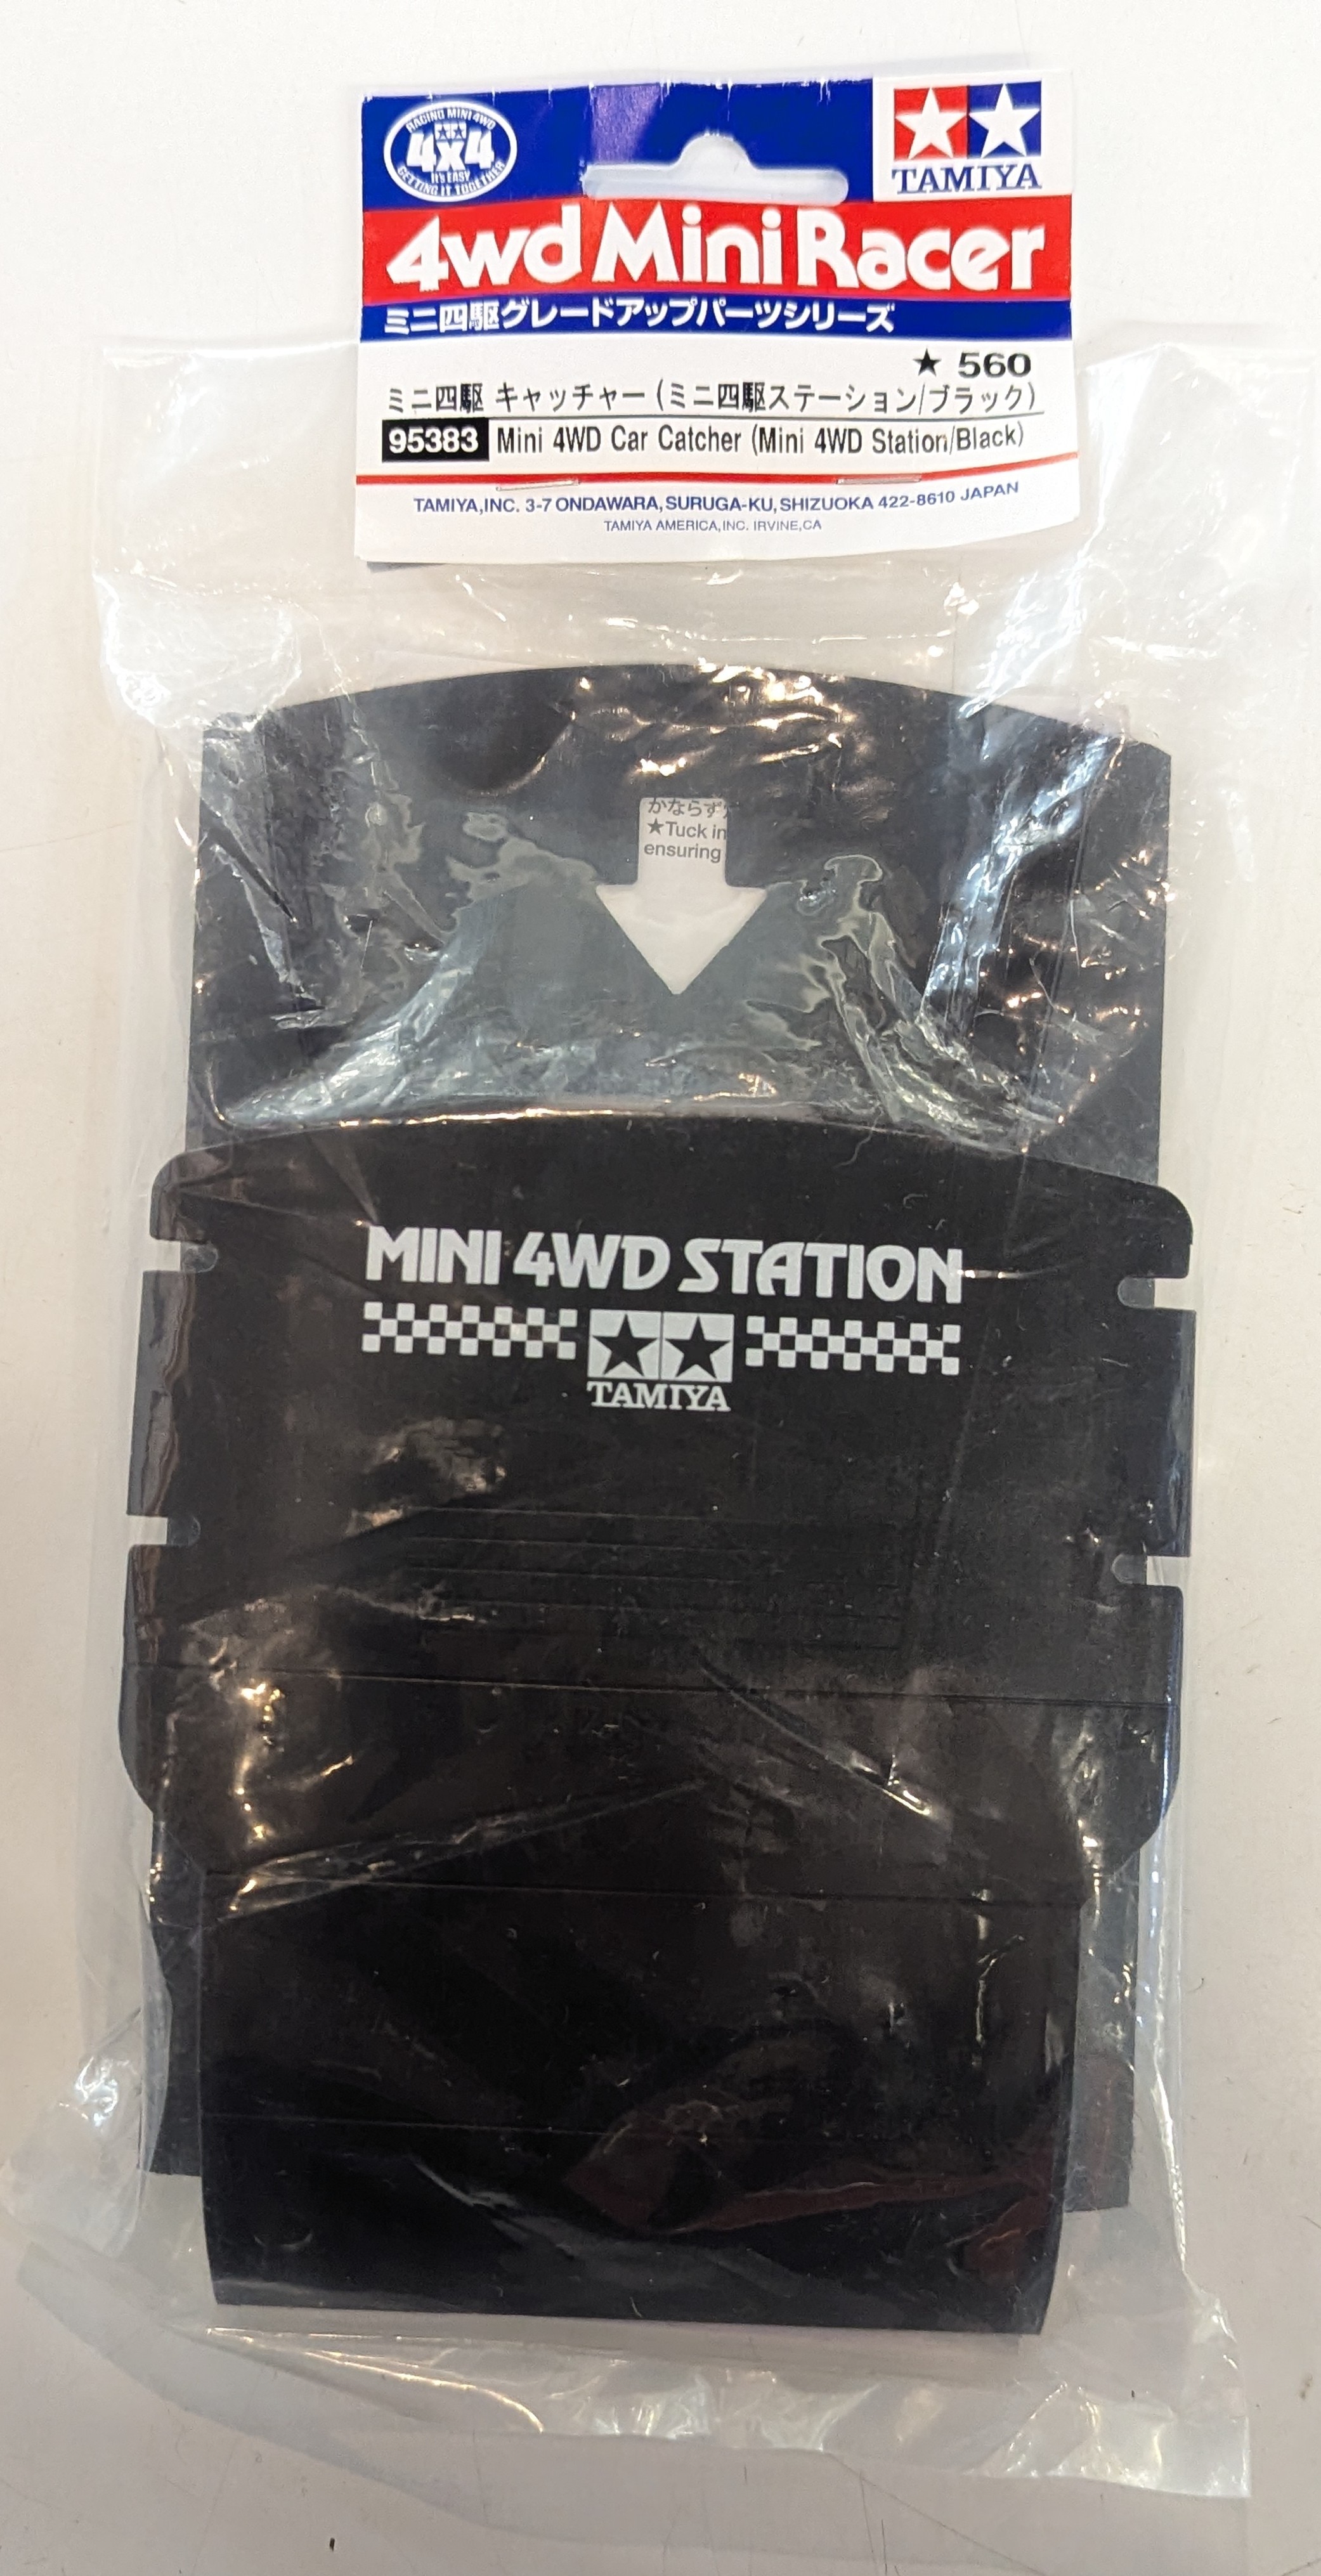 RACING MINI 4WD
4x4
IT'S EASY
GETTING IT TOGETHER
TAMIYA
4wd Mini Racer
ミニ四駆グレードアップパーツシリーズ
★ 560
ミニ四駆 キャッチャー (ミニ四駆ステーション/ブラック)
95383 Mini 4WD Car Catcher (Mini 4WD Station/Black)
TAMIYA,INC. 3-7 ONDAWARA, SURUGA-KU, SHIZUOKA 422-8610 JAPAN
TAMIYA AMERICA,INC. IRVINE,CA
かならず
★Tuck in
ensuring
MINI 4WD STATION
TAMIYA